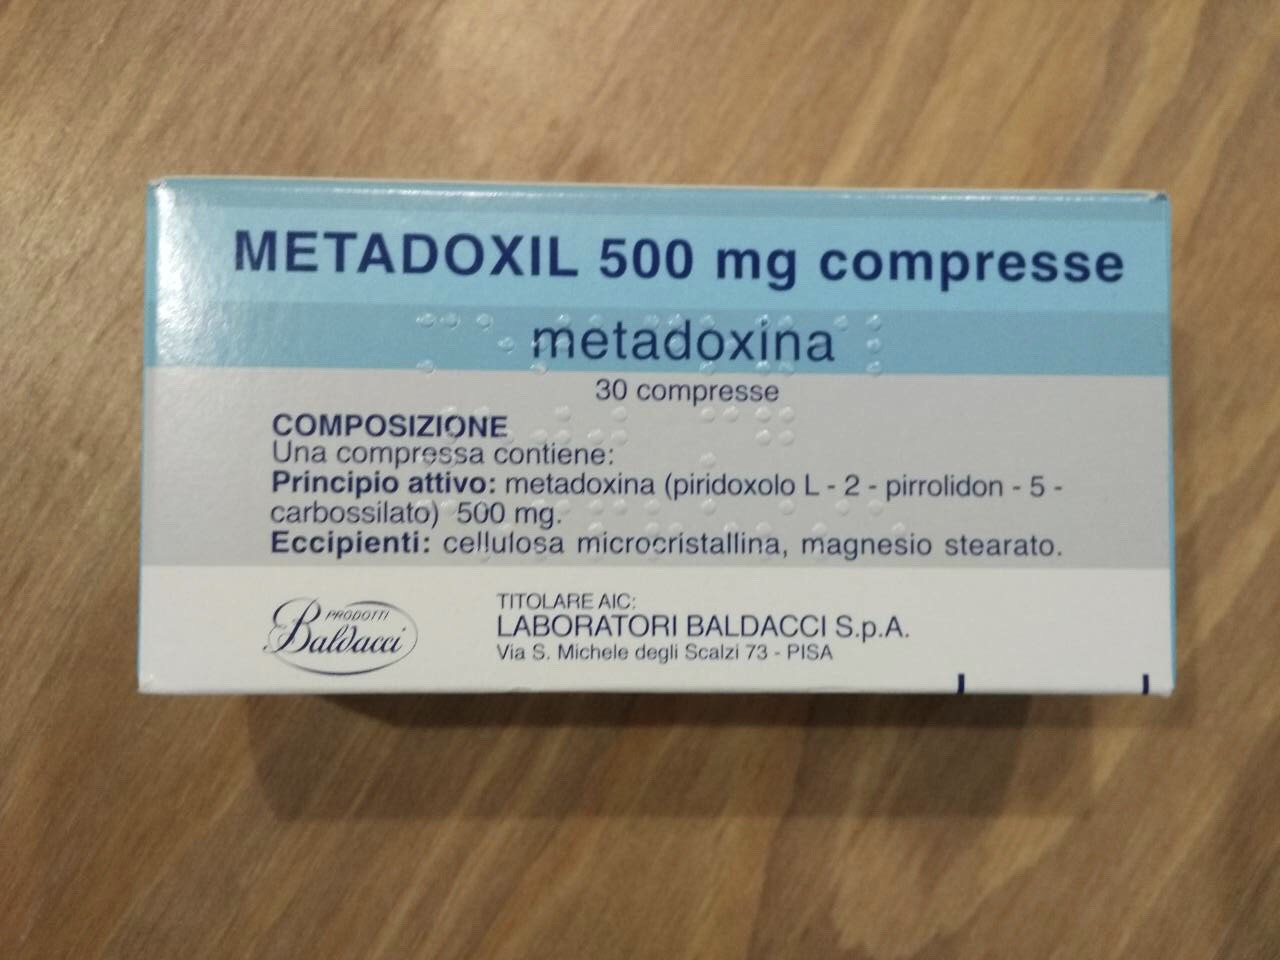 METADOXIL 500 mg compresse
metadoxina
30 compresse
COMPOSIZIONE
Una compressa contiene:
Principio attivo: metadoxina (piridoxolo L - 2 - pirrolidon - 5 -
carbossilato) 500 mg.
Eccipienti: cellulosa microcristallina, magnesio stearato.
PRODOTTI
Baldacci
TITOLARE AIC:
LABORATORI BALDACCI S.p.A.
Via S. Michele degli Scalzi 73 - PISA